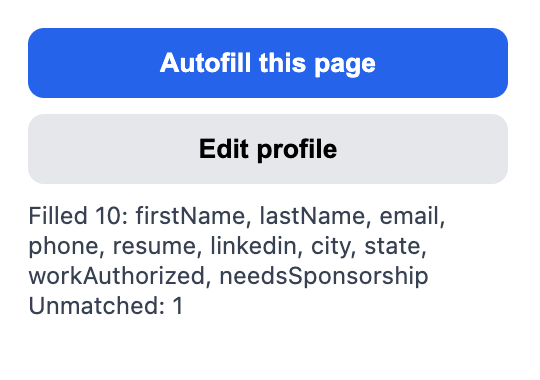 Autofill this page
Edit profile
Filled 10: firstName, lastName, email,
phone, resume, linkedin, city, state,
workAuthorized, needsSponsorship
Unmatched: 1